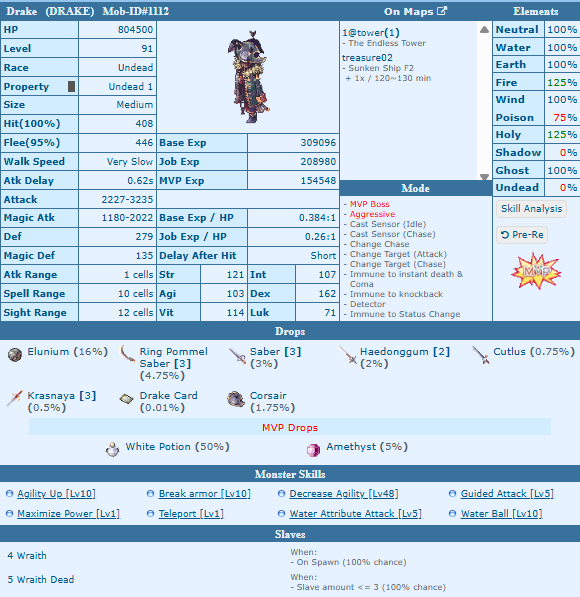 Drake (DRAKE) Mob-ID#1112
HP 804500
Level 91
Race Undead
Property Undead 1
Size Medium
Hit(100%) 408
Flee(95%) 446
Walk Speed Very Slow
Atk Delay 0.62s
Attack 2227-3235
Magic Atk 1180-2022
Def 279
Magic Def 135
Atk Range 1 cells
Spell Range 10 cells
Sight Range 12 cells
Base Exp 309096
Job Exp 208980
MVP Exp 154548
Base Exp / HP 0.384:1
Job Exp / HP 0.26:1
Delay After Hit Short
Str 121 Int 107
Agi 103 Dex 162
Vit 114 Luk 71
On Maps
1@tower(1)
- The Endless Tower
treasure02
- Sunken Ship F2
+ 1x / 120~130 min
Mode
- MVP Boss
- Aggressive
- Cast Sensor (Idle)
- Cast Sensor (Chase)
- Change Chase
- Change Target (Attack)
- Change Target (Chase)
- Immune to instant death &
Coma
- Immune to knockback
- Detector
- Immune to Status Change
Elements
Neutral 100%
Water 100%
Earth 100%
Fire 125%
Wind 100%
Poison 75%
Holy 125%
Shadow 0%
Ghost 100%
Undead 0%
Skill Analysis
Pre-Re
MVP
Drops
Elunium (16%)
Ring Pommel
Saber [3]
(4.75%)
Saber [3]
(3%)
Haedonggum [2]
(2%)
Cutlus (0.75%)
Krasnaya [3]
(0.5%)
Drake Card
(0.01%)
Corsair
(1.75%)
MVP Drops
White Potion (50%)
Amethyst (5%)
Monster Skills
Agility Up [Lv10] Break armor [Lv10] Decrease Agility [Lv48] Guided Attack [Lv5]
Maximize Power [Lv1] Teleport [Lv1] Water Attribute Attack [Lv5] Water Ball [Lv10]
Slaves
4 Wraith
When:
- On Spawn (100% chance)
5 Wraith Dead
When:
- Slave amount <= 3 (100% chance)